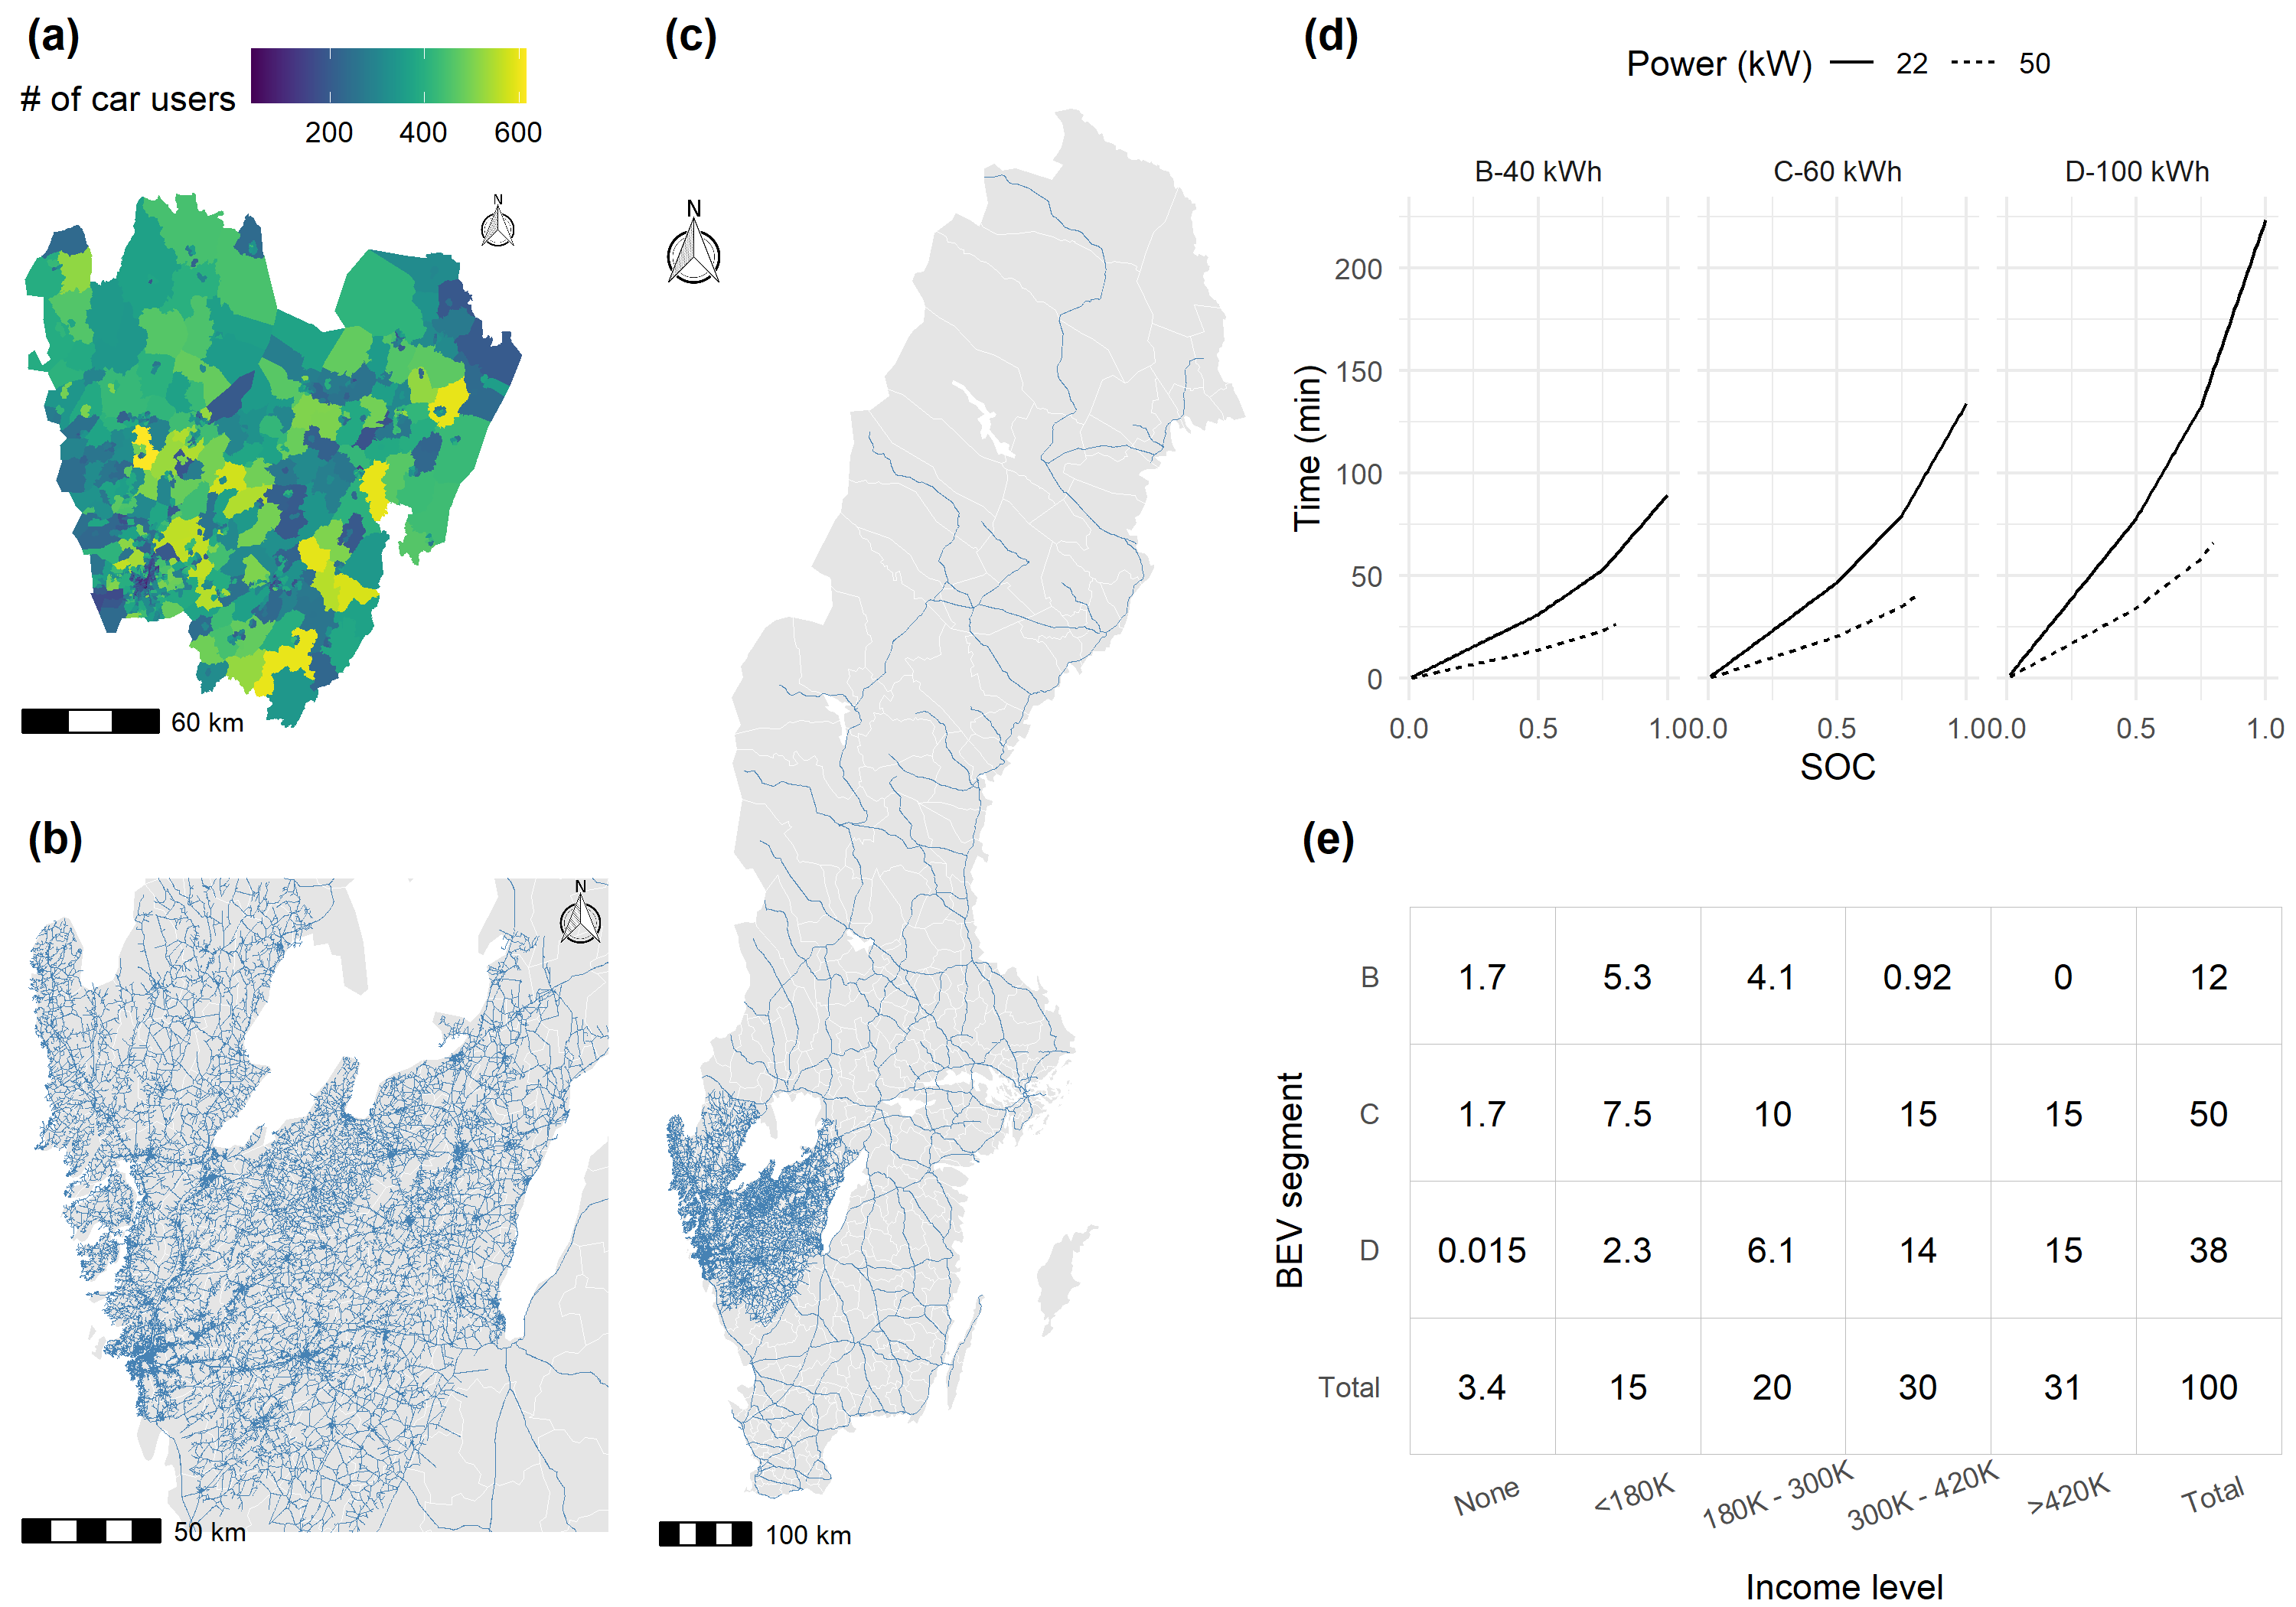 (a)
# of car users
200 400 600
N
60 km
(b)
N
50 km
(c)
N
100 km
(d)
Power (kW) 22 50
B-40 kWh C-60 kWh D-100 kWh
Time (min)
200
150
100
50
0
0.0 0.5 1.0 0.0 0.5 1.0 0.0 0.5 1.0
SOC
(e)
BEV segment
B 1.7 5.3 4.1 0.92 0 12
C 1.7 7.5 10 15 15 50
D 0.015 2.3 6.1 14 15 38
Total 3.4 15 20 30 31 100
None <180K 180K - 300K 300K - 420K >420K Total
Income level